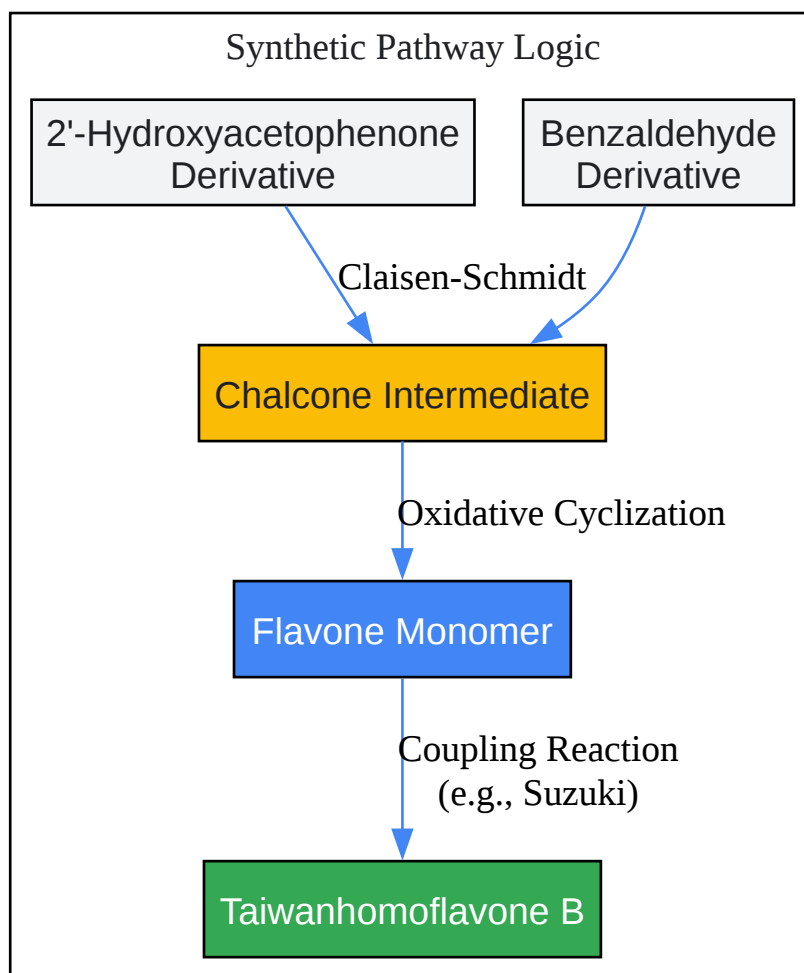 Synthetic Pathway Logic
2'-Hydroxyacetophenone
Derivative
Benzaldehyde
Derivative
Claisen-Schmidt
Chalcone Intermediate
Oxidative Cyclization
Flavone Monomer
Coupling Reaction
(e.g., Suzuki)
Taiwanhomoflavone B